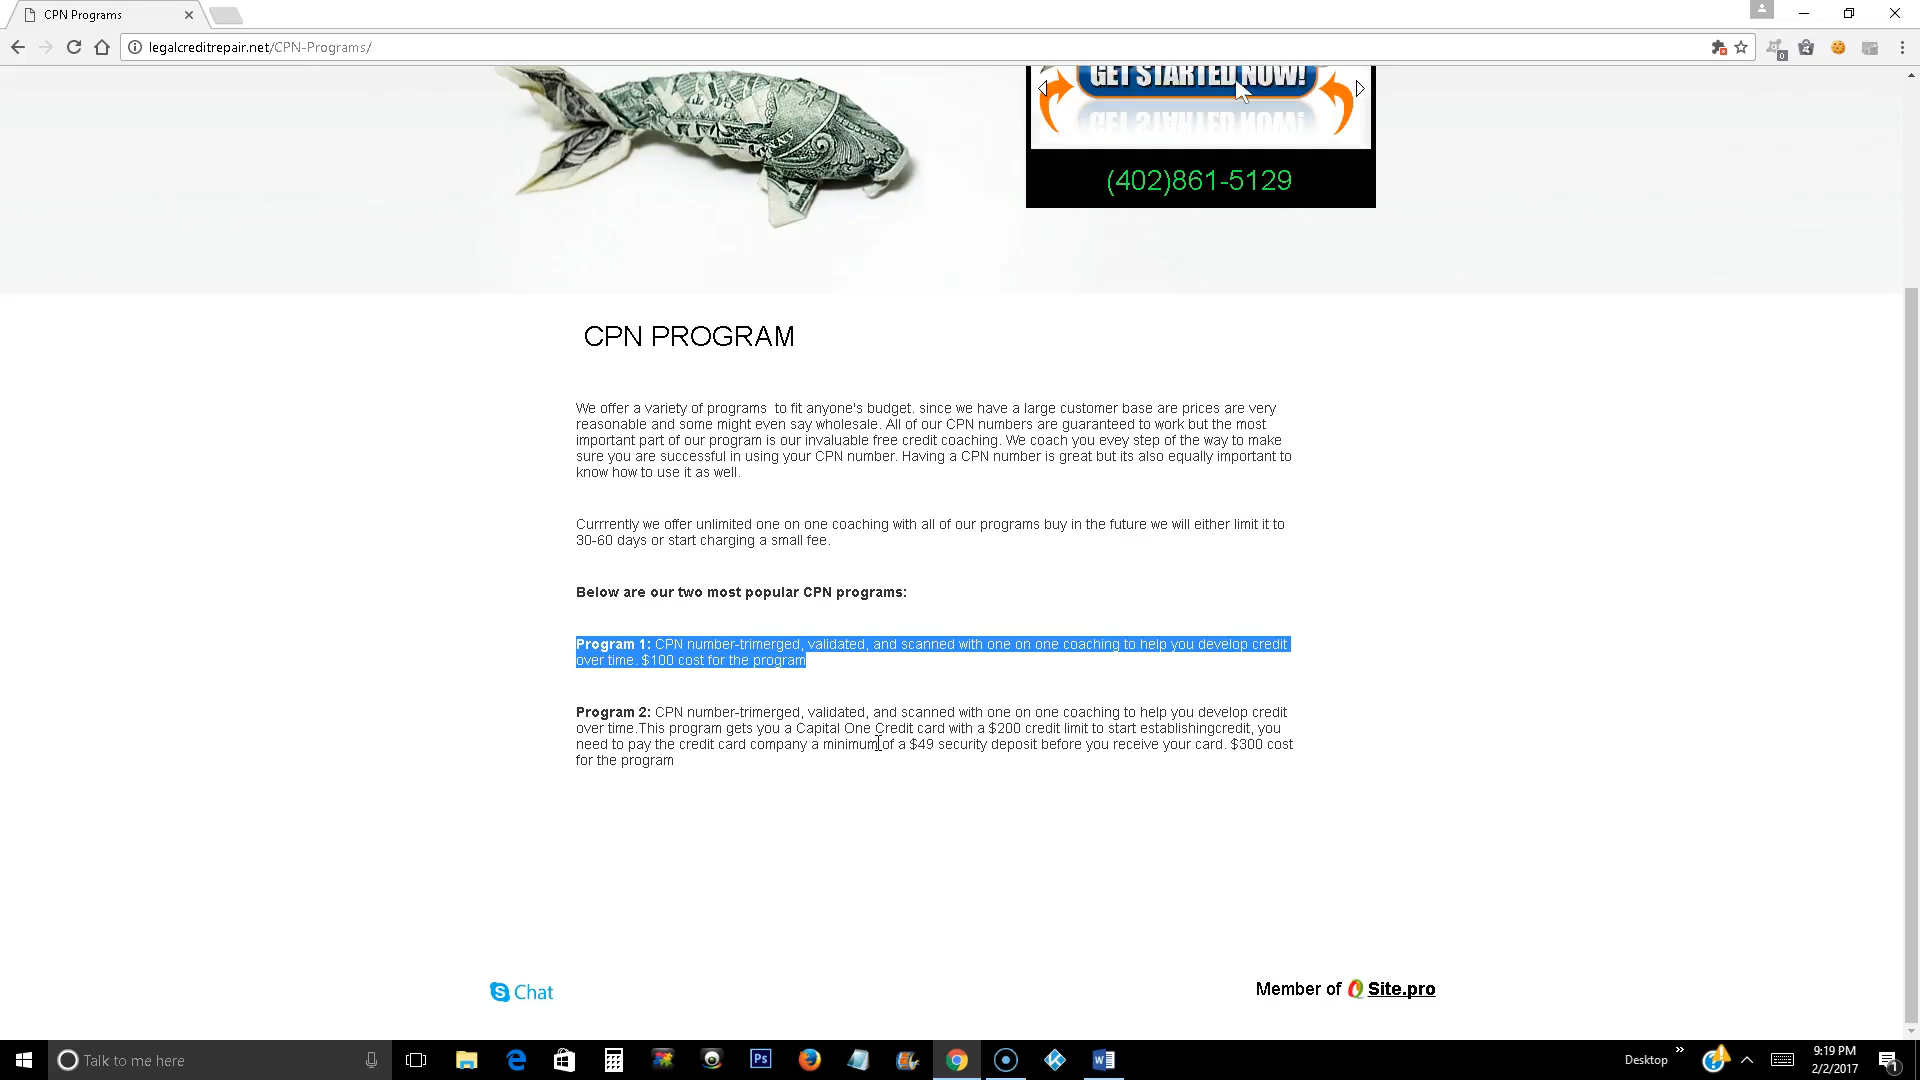 CPN Programs
legalcreditrepair.net/CPN-Programs/
GET STARTED NOW!
(402)861-5129
CPN PROGRAM
We offer a variety of programs  to fit anyone's budget. since we have a large customer base are prices are very
reasonable and some might even say wholesale. All of our CPN numbers are guaranteed to work but the most
important part of our program is our invaluable free credit coaching. We coach you evey step of the way to make
sure you are successful in using your CPN number. Having a CPN number is great but its also equally important to
know how to use it as well.
Currrently we offer unlimited one on one coaching with all of our programs buy in the future we will either limit it to
30-60 days or start charging a small fee.
Below are our two most popular CPN programs:
Program 1: CPN number-trimerged, validated, and scanned with one on one coaching to help you develop credit
over time. $100 cost for the program
Program 2: CPN number-trimerged, validated, and scanned with one on one coaching to help you develop credit
over time.This program gets you a Capital One Credit card with a $200 credit limit to start establishingcredit, you
need to pay the credit card company a minimum of a $49 security deposit before you receive your card. $300 cost
for the program
Chat
Member of Site.pro
Talk to me here
Desktop
9:19 PM
2/2/2017